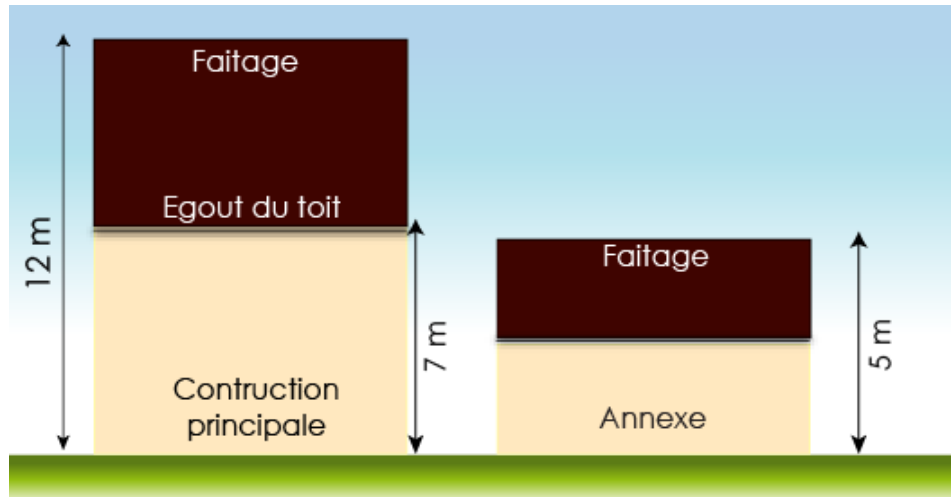 Faitage
Egout du toit
12 m
7 m
Contruction
principale
Faitage
5 m
Annexe